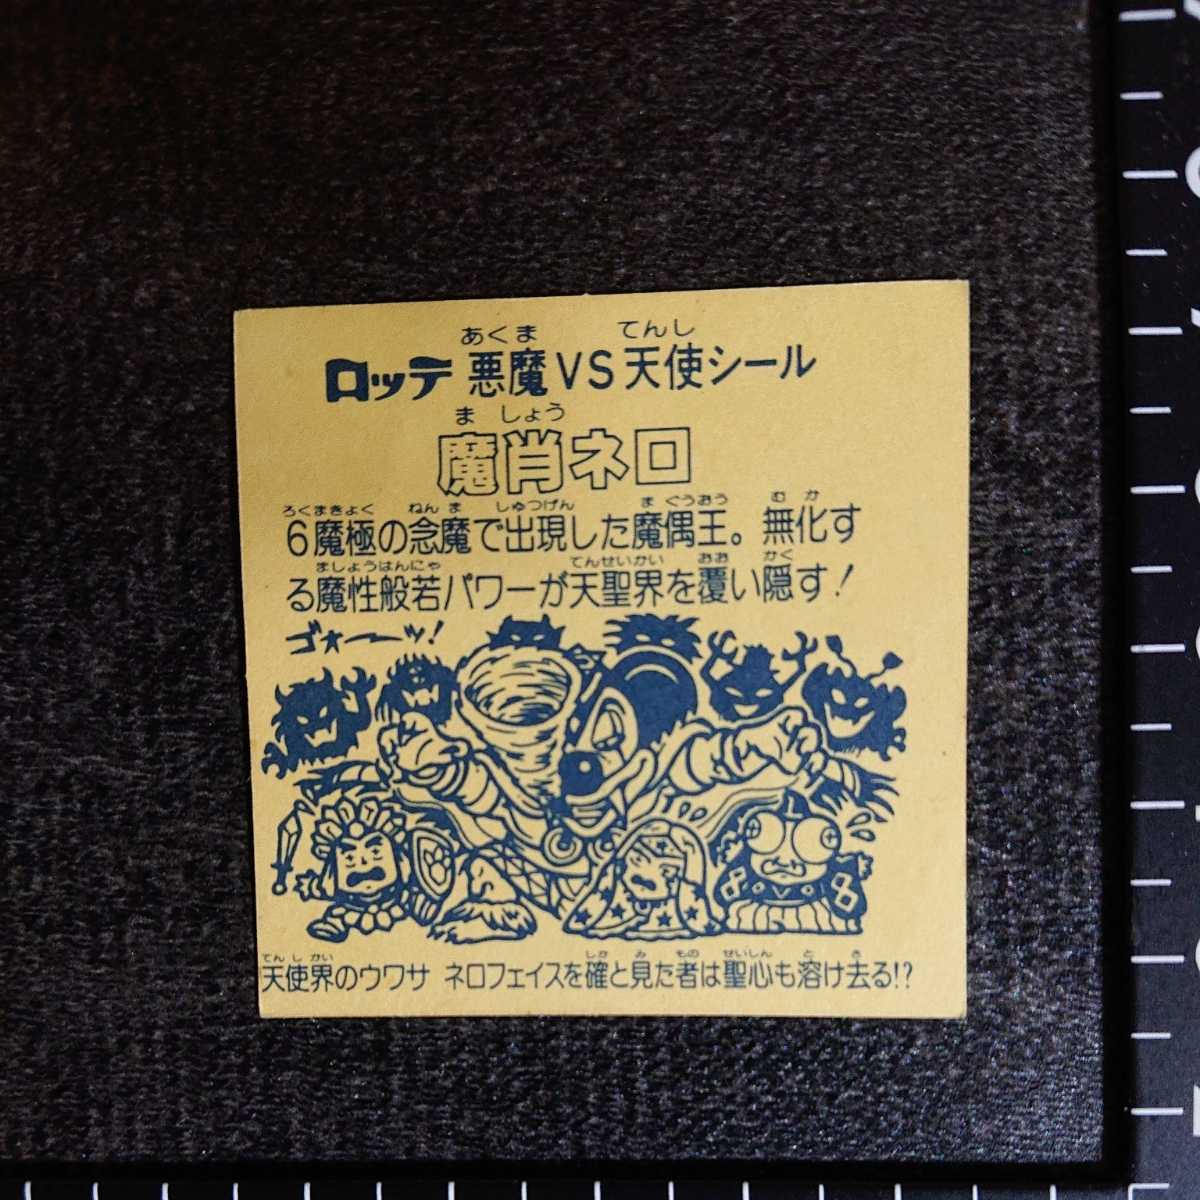 あくま てんし
ロッテ 悪魔VS天使シール
ま しょう
魔肖ネロ
ろくまきょく ねん ま しゅつげん ま ぐうおう む か
6魔極の念魔で出現した魔偶王。無化す
ましょうはんにゃ てんせいかい おお かく
る魔性般若パワーが天聖界を覆い隠す!
ゴォーーッ!
てん し かい しか み もの せいしん と さ
天使界のウワサ ネロフェイスを確と見た者は聖心も溶け去る!?